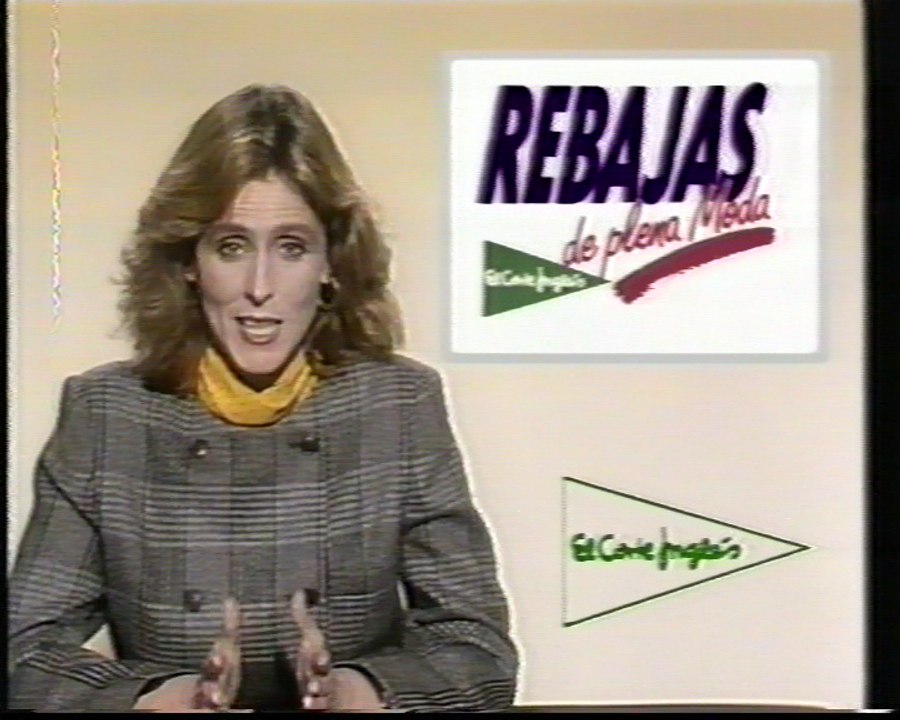 REBAJAS
de plena Moda
El Corte Inglés
El Corte Inglés